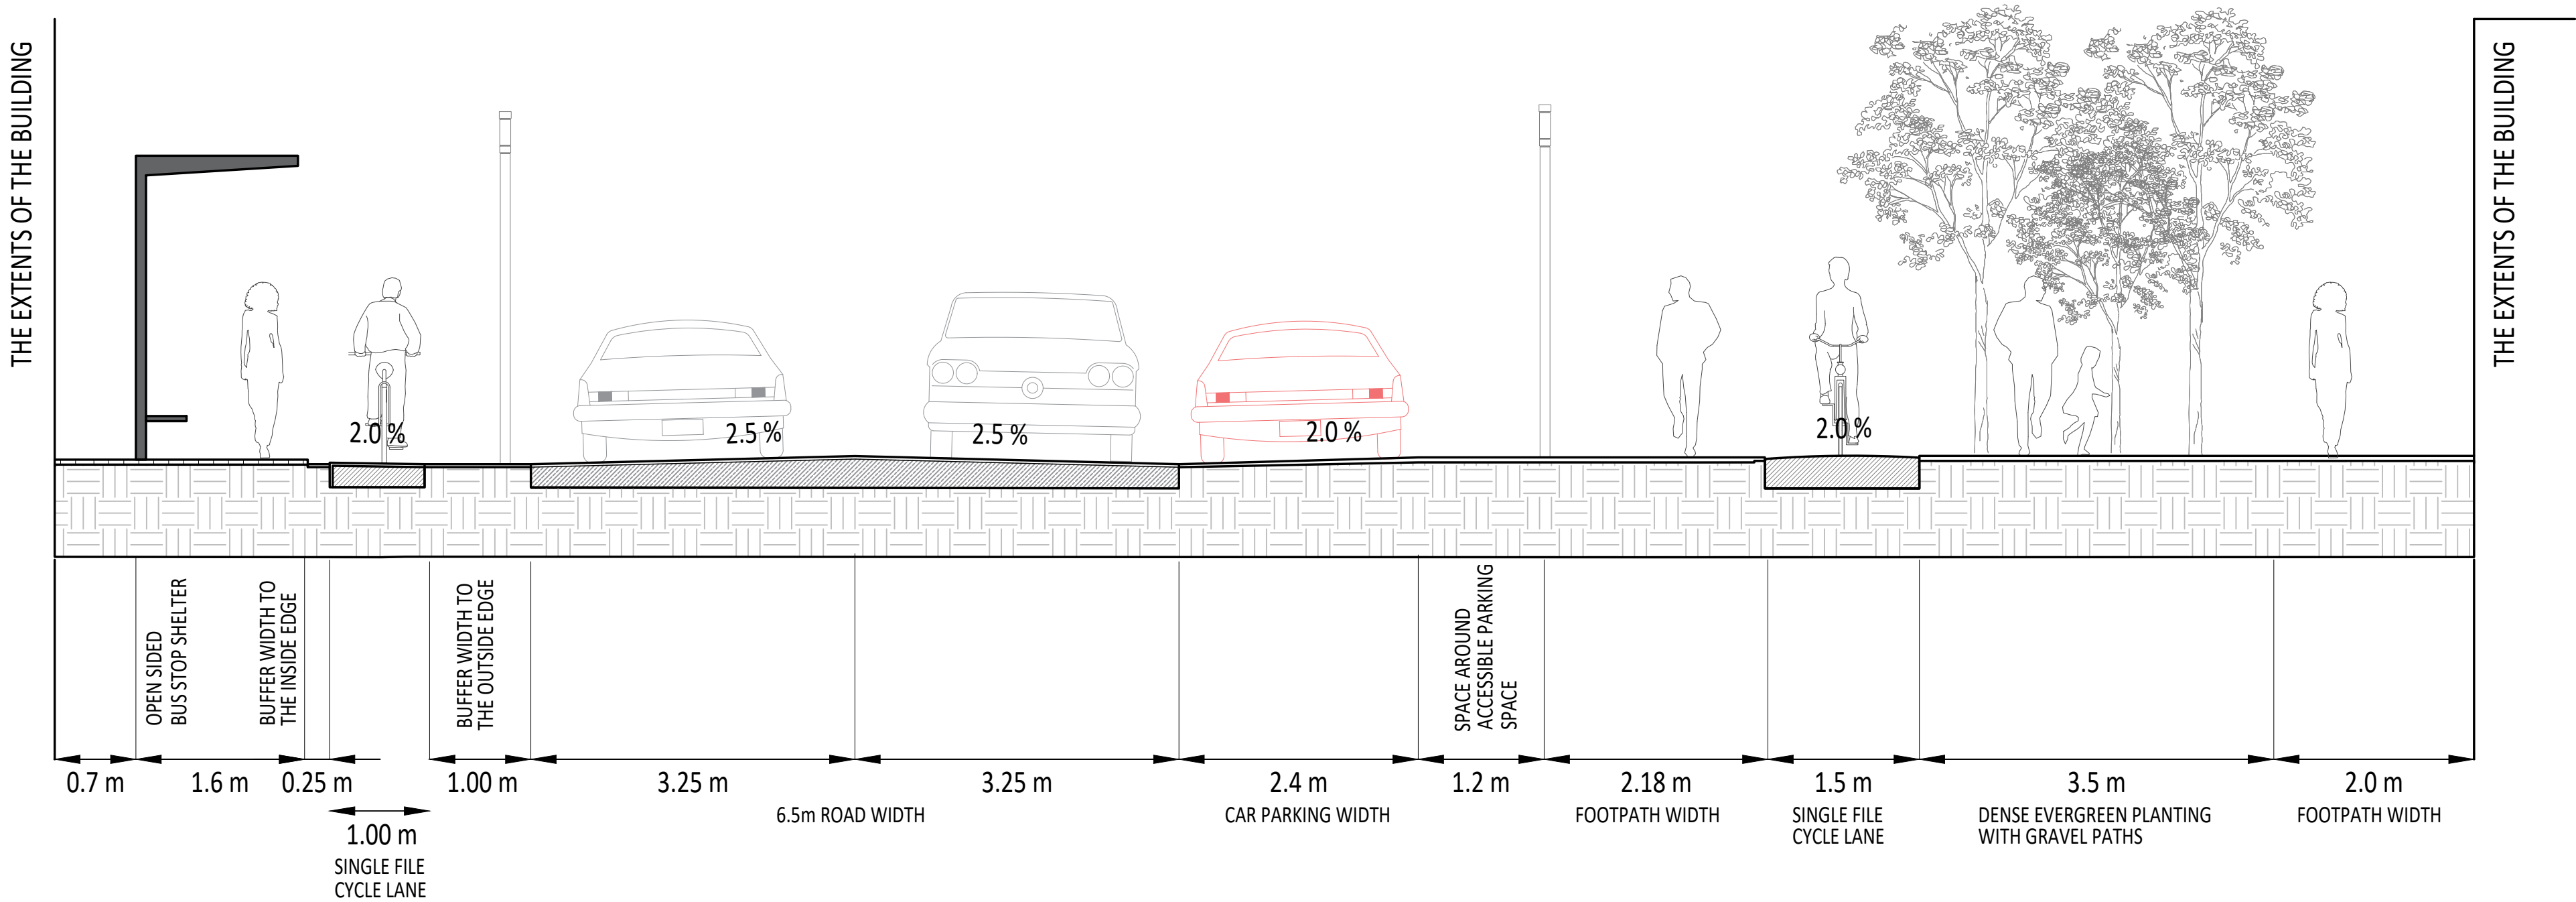 THE EXTENTS OF THE BUILDING
THE EXTENTS OF THE BUILDING
2.0 %
2.5 %
2.5 %
2.0 %
2.0 %
OPEN SIDED
BUS STOP SHELTER
BUFFER WIDTH TO
THE INSIDE EDGE
BUFFER WIDTH TO
THE OUTSIDE EDGE
SPACE AROUND
ACCESSIBLE PARKING
SPACE
0.7 m
1.6 m
0.25 m
1.00 m
3.25 m
3.25 m
2.4 m
1.2 m
2.18 m
1.5 m
3.5 m
2.0 m
1.00 m
SINGLE FILE
CYCLE LANE
6.5m ROAD WIDTH
CAR PARKING WIDTH
FOOTPATH WIDTH
SINGLE FILE
CYCLE LANE
DENSE EVERGREEN PLANTING
WITH GRAVEL PATHS
FOOTPATH WIDTH